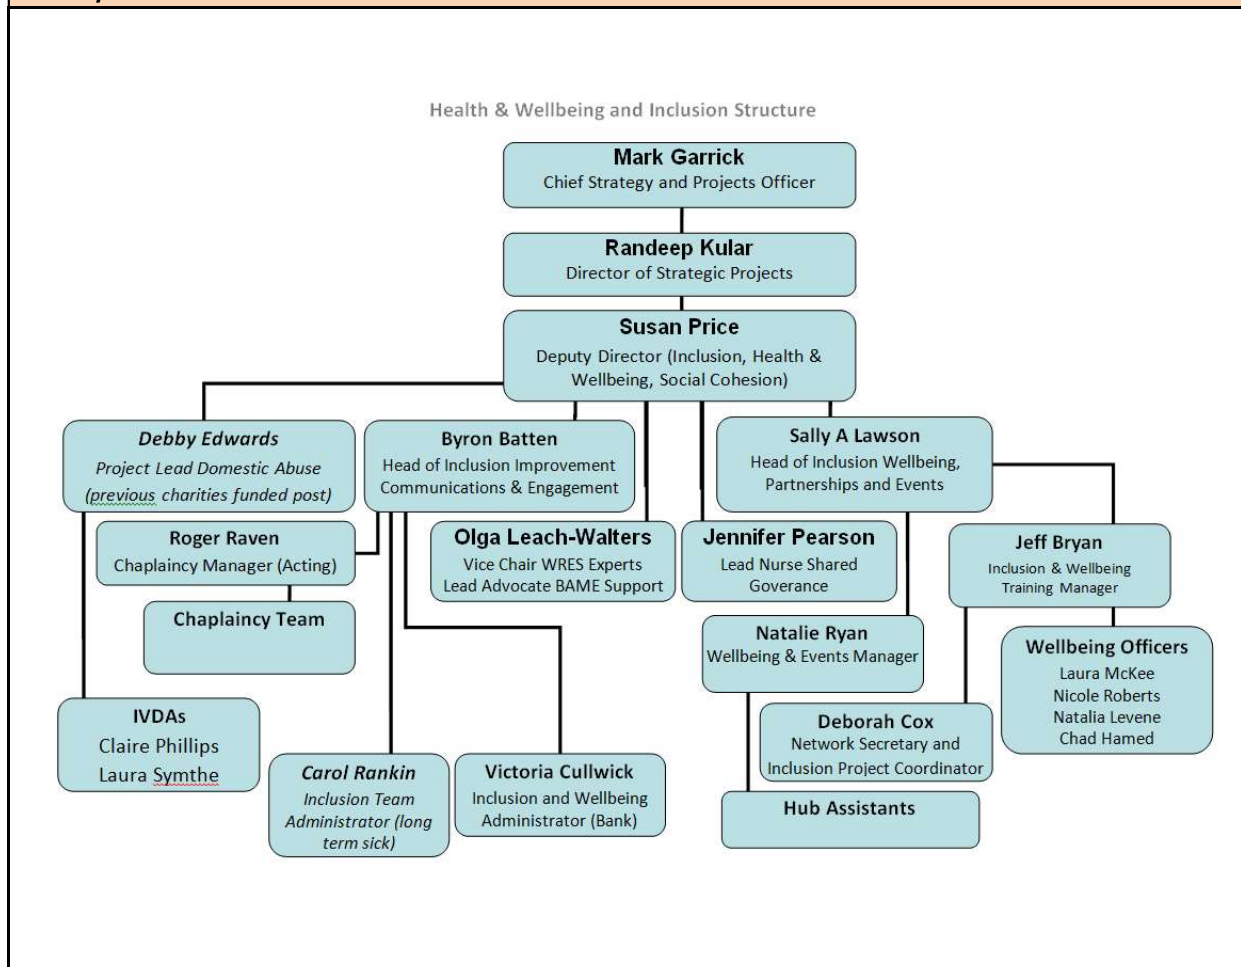 Health & Wellbeing and Inclusion Structure
Mark Garrick
Chief Strategy and Projects Officer
Randeep Kular
Director of Strategic Projects
Susan Price
Deputy Director (Inclusion, Health &
Wellbeing, Social Cohesion)
Debby Edwards
Project Lead Domestic Abuse
(previous charities funded post)
Byron Batten
Head of Inclusion Improvement
Communications & Engagement
Sally A Lawson
Head of Inclusion Wellbeing,
Partnerships and Events
Roger Raven
Chaplaincy Manager (Acting)
Olga Leach-Walters
Vice Chair WRES Experts
Lead Advocate BAME Support
Jennifer Pearson
Lead Nurse Shared
Goverance
Jeff Bryan
Inclusion & Wellbeing
Training Manager
Chaplaincy Team
Natalie Ryan
Wellbeing & Events Manager
Wellbeing Officers
Laura McKee
Nicole Roberts
Natalia Levene
Chad Hamed
IVDAs
Claire Phillips
Laura Symthe
Deborah Cox
Network Secretary and
Inclusion Project Coordinator
Carol Rankin
Inclusion Team
Administrator (long
term sick)
Victoria Cullwick
Inclusion and Wellbeing
Administrator (Bank)
Hub Assistants